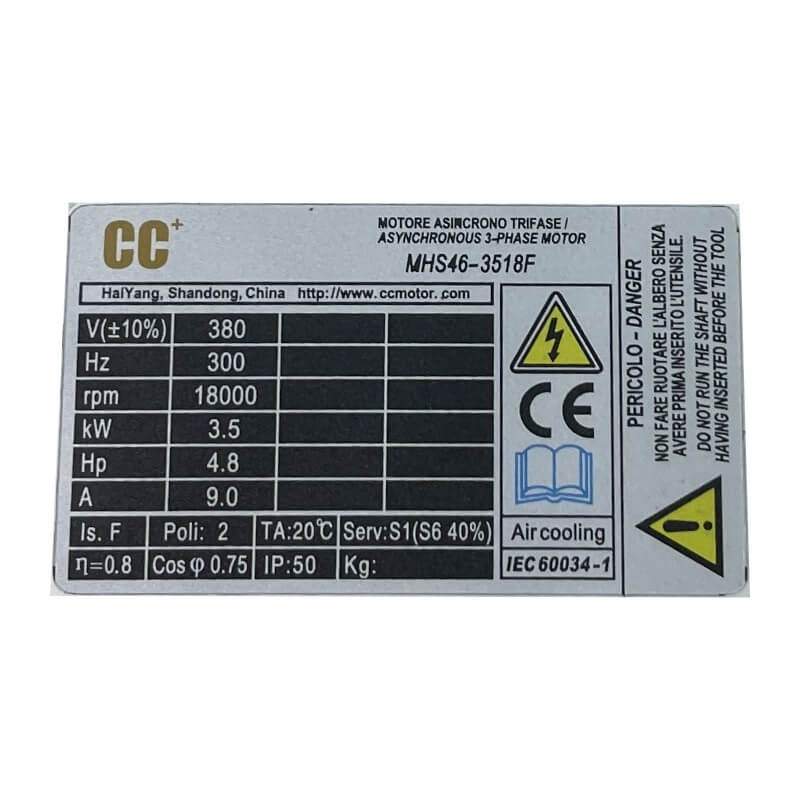 CC+
MOTORE ASINCRONO TRIFASE /
ASYNCHRONOUS 3-PHASE MOTOR
MHS46-3518F
HaiYang, Shandong, China http://www.ccmotor.com
V(±10%) 380
Hz 300
rpm 18000
kW 3.5
Hp 4.8
A 9.0
Is. F Poli: 2 TA:20℃ Serv:S1(S6 40%)
η=0.8 Cos φ 0.75 IP:50 Kg:
CE
Air cooling
IEC 60034-1
PERICOLO - DANGER
NON FARE RUOTARE L'ALBERO SENZA
AVERE PRIMA INSERITO L'UTENSILE.
DO NOT RUN THE SHAFT WITHOUT
HAVING INSERTED BEFORE THE TOOL